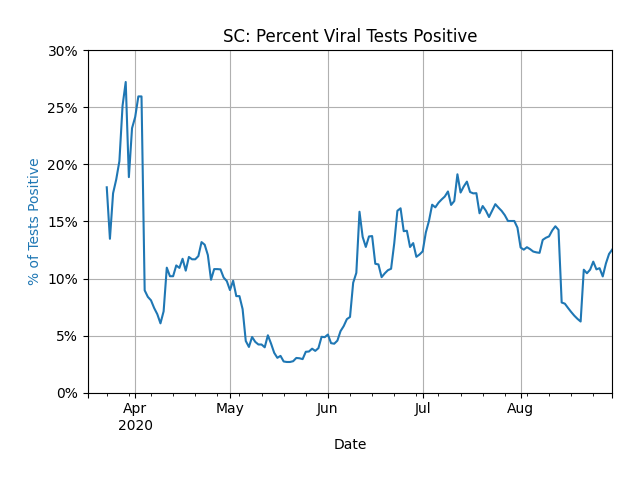 SC: Percent Viral Tests Positive
30%
25%
20%
15%
10%
5%
0%
% of Tests Positive
Apr
2020
May
Jun
Jul
Aug
Date